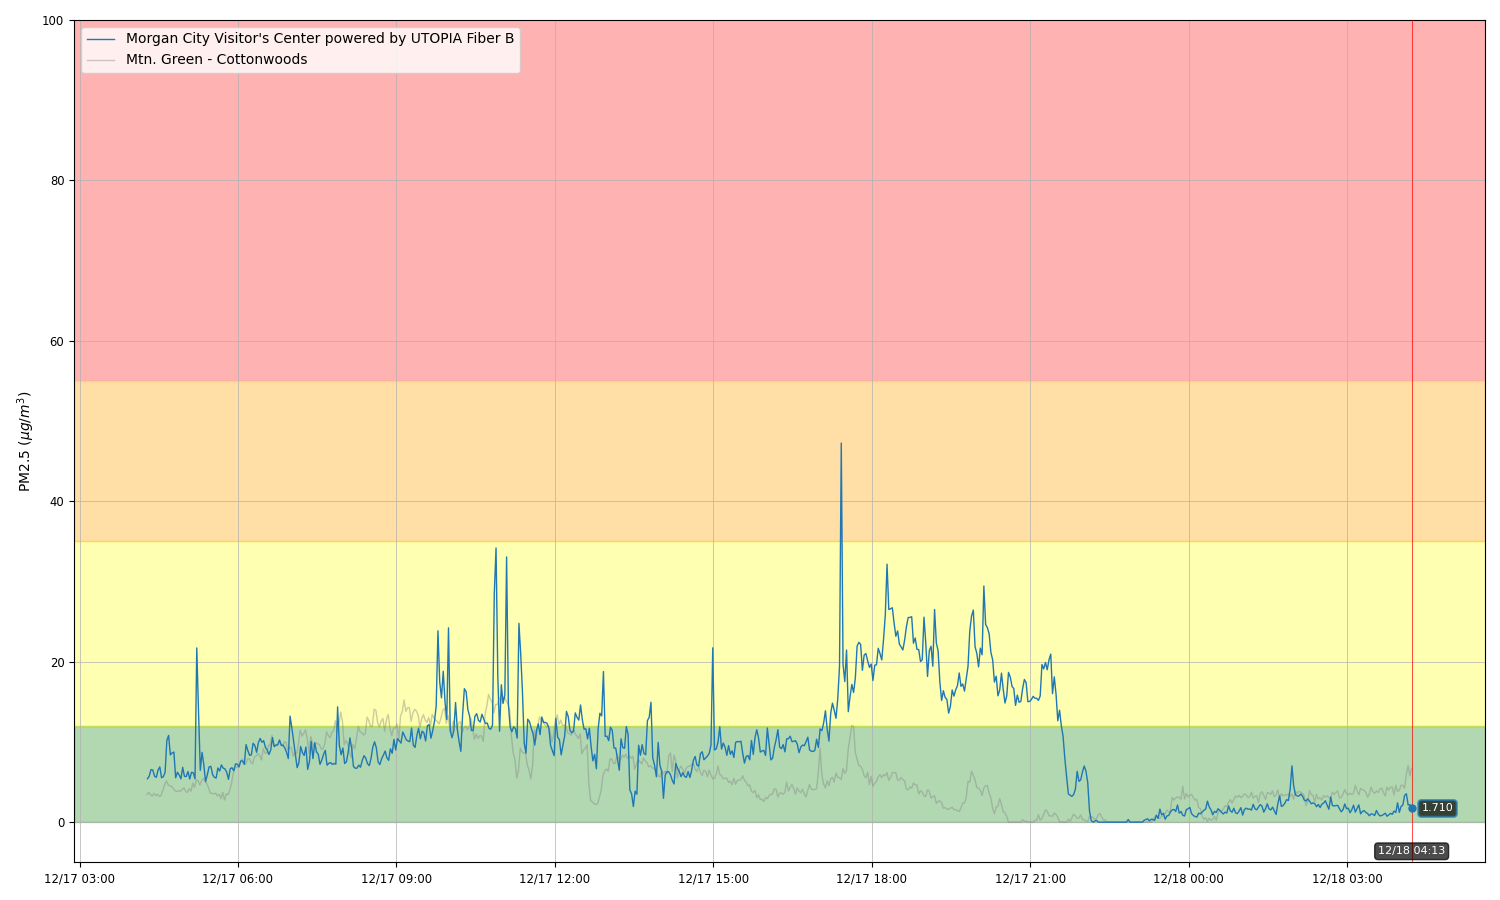 100
80
60
40
20
0
PM2.5 (μg/m³)
Morgan City Visitor's Center powered by UTOPIA Fiber B
Mtn. Green - Cottonwoods
1.710
12/18 04:13
12/17 03:00 12/17 06:00 12/17 09:00 12/17 12:00 12/17 15:00 12/17 18:00 12/17 21:00 12/18 00:00 12/18 03:00